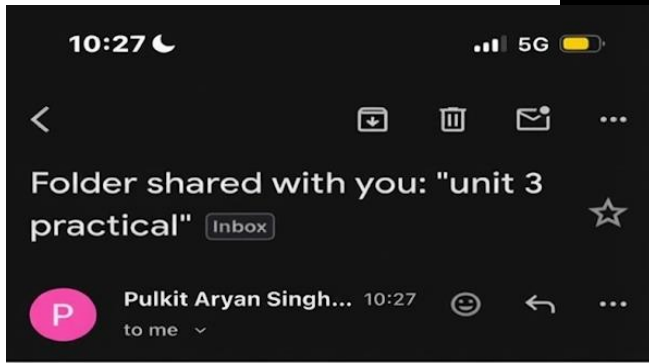 10:27 5G
Folder shared with you: "unit 3
practical" Inbox
P Pulkit Aryan Singh... 10:27
to me